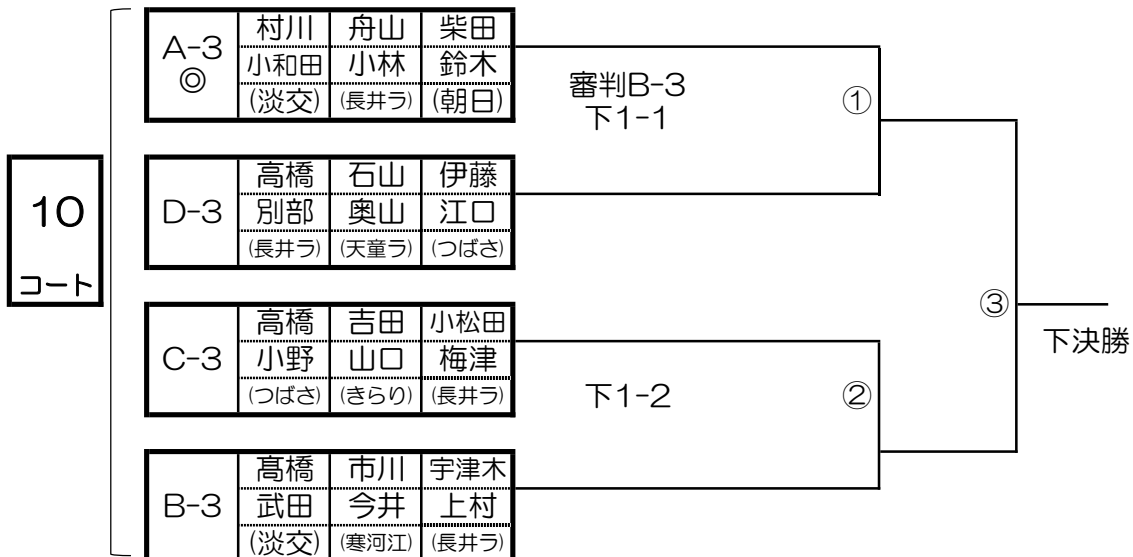 10
コート
A-3
◎
村川 舟山 柴田
小和田 小林 鈴木
(淡交) (長井ラ) (朝日)
審判B-3
下1-1
①
D-3
高橋 石山 伊藤
別部 奥山 江口
(長井ラ) (天童ラ) (つばさ)
③
下決勝
C-3
高橋 吉田 小松田
小野 山口 梅津
(つばさ) (きらり) (長井ラ)
下1-2
②
B-3
髙橋 市川 宇津木
武田 今井 上村
(淡交) (寒河江) (長井ラ)